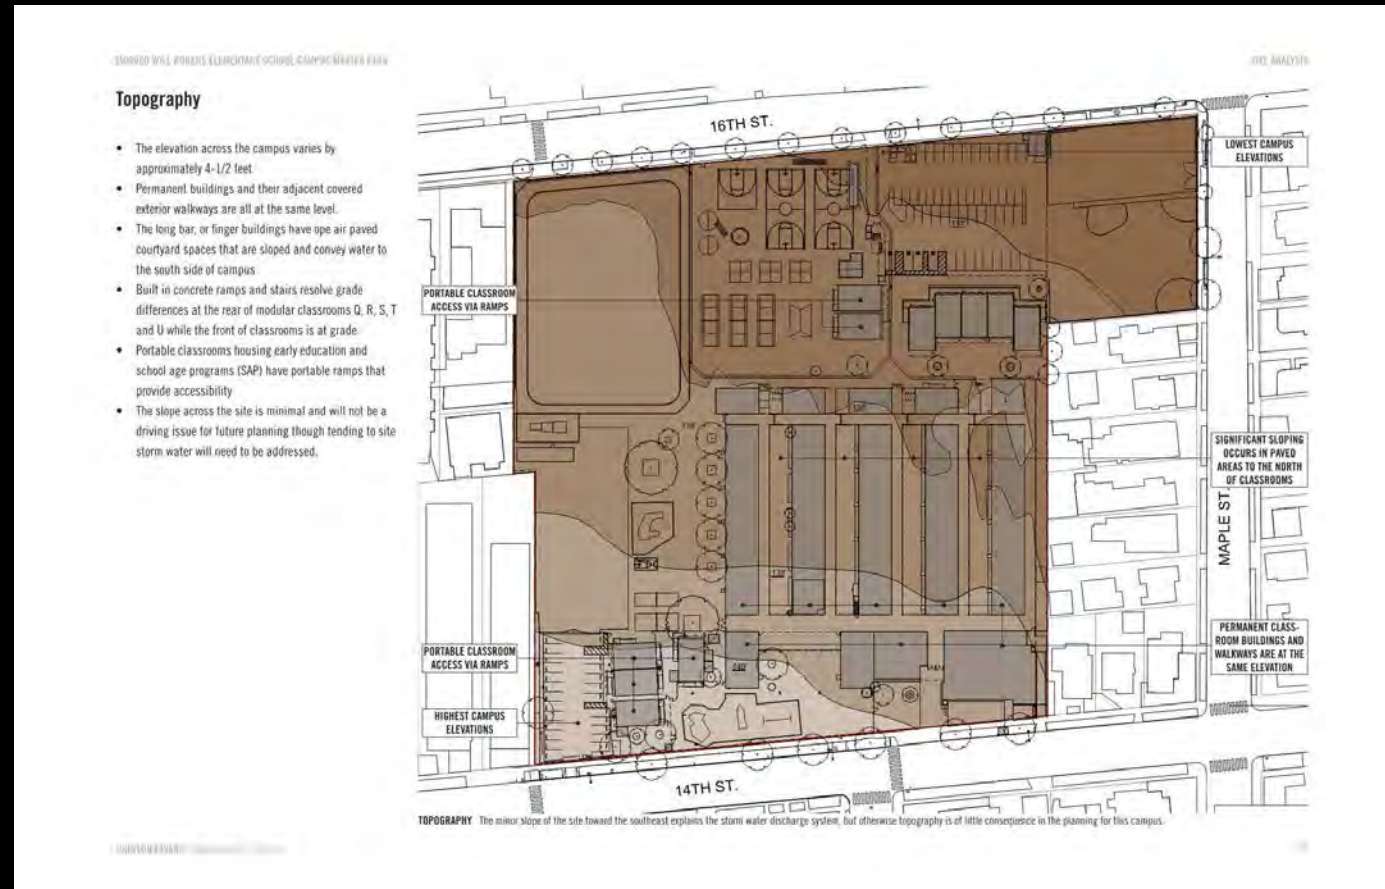 WILL ROGERS ELEMENTARY SCHOOL CAMPUS MASTER PLAN
SITE ANALYSIS
Topography
• The elevation across the campus varies by
approximately 4-1/2 feet
• Permanent buildings and their adjacent covered
exterior walkways are all at the same level.
• The long bar, or finger buildings have ope air paved
courtyard spaces that are sloped and convey water to
the south side of campus
• Built in concrete ramps and stairs resolve grade
differences at the rear of modular classrooms Q, R, S, T
and U while the front of classrooms is at grade
• Portable classrooms housing early education and
school age programs (SAP) have portable ramps that
provide accessibility
• The slope across the site is minimal and will not be a
driving issue for future planning though tending to site
storm water will need to be addressed.
16TH ST.
LOWEST CAMPUS
ELEVATIONS
PORTABLE CLASSROOM
ACCESS VIA RAMPS
SIGNIFICANT SLOPING
OCCURS IN PAVED
AREAS TO THE NORTH
OF CLASSROOMS
MAPLE ST.
PERMANENT CLASS-
ROOM BUILDINGS AND
WALKWAYS ARE AT THE
SAME ELEVATION
PORTABLE CLASSROOM
ACCESS VIA RAMPS
HIGHEST CAMPUS
ELEVATIONS
14TH ST.
TOPOGRAPHY The minor slope of the site toward the southeast explains the storm water discharge system, but otherwise topography is of little consequence in the planning for this campus.